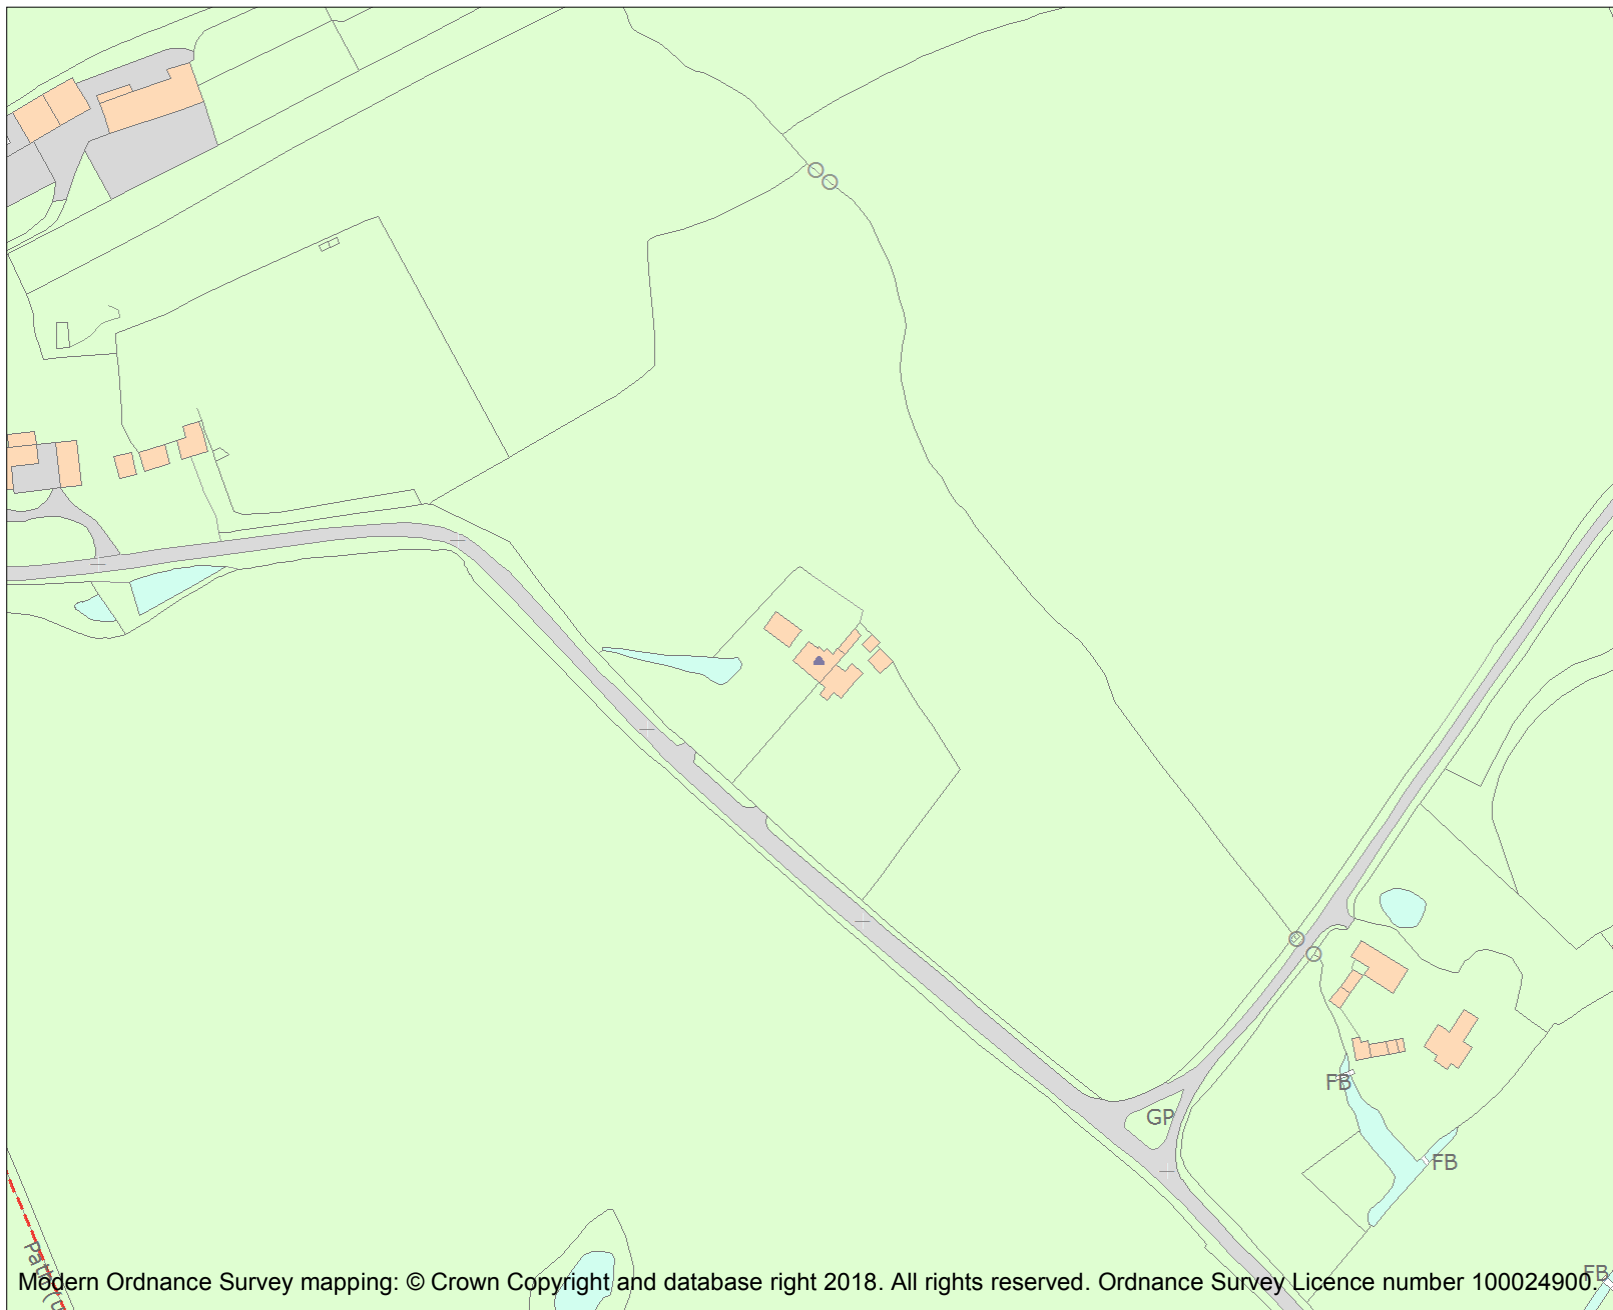 GP
FB
FB
FB
Modern Ordnance Survey mapping: © Crown Copyright and database right 2018. All rights reserved. Ordnance Survey Licence number 100024900.